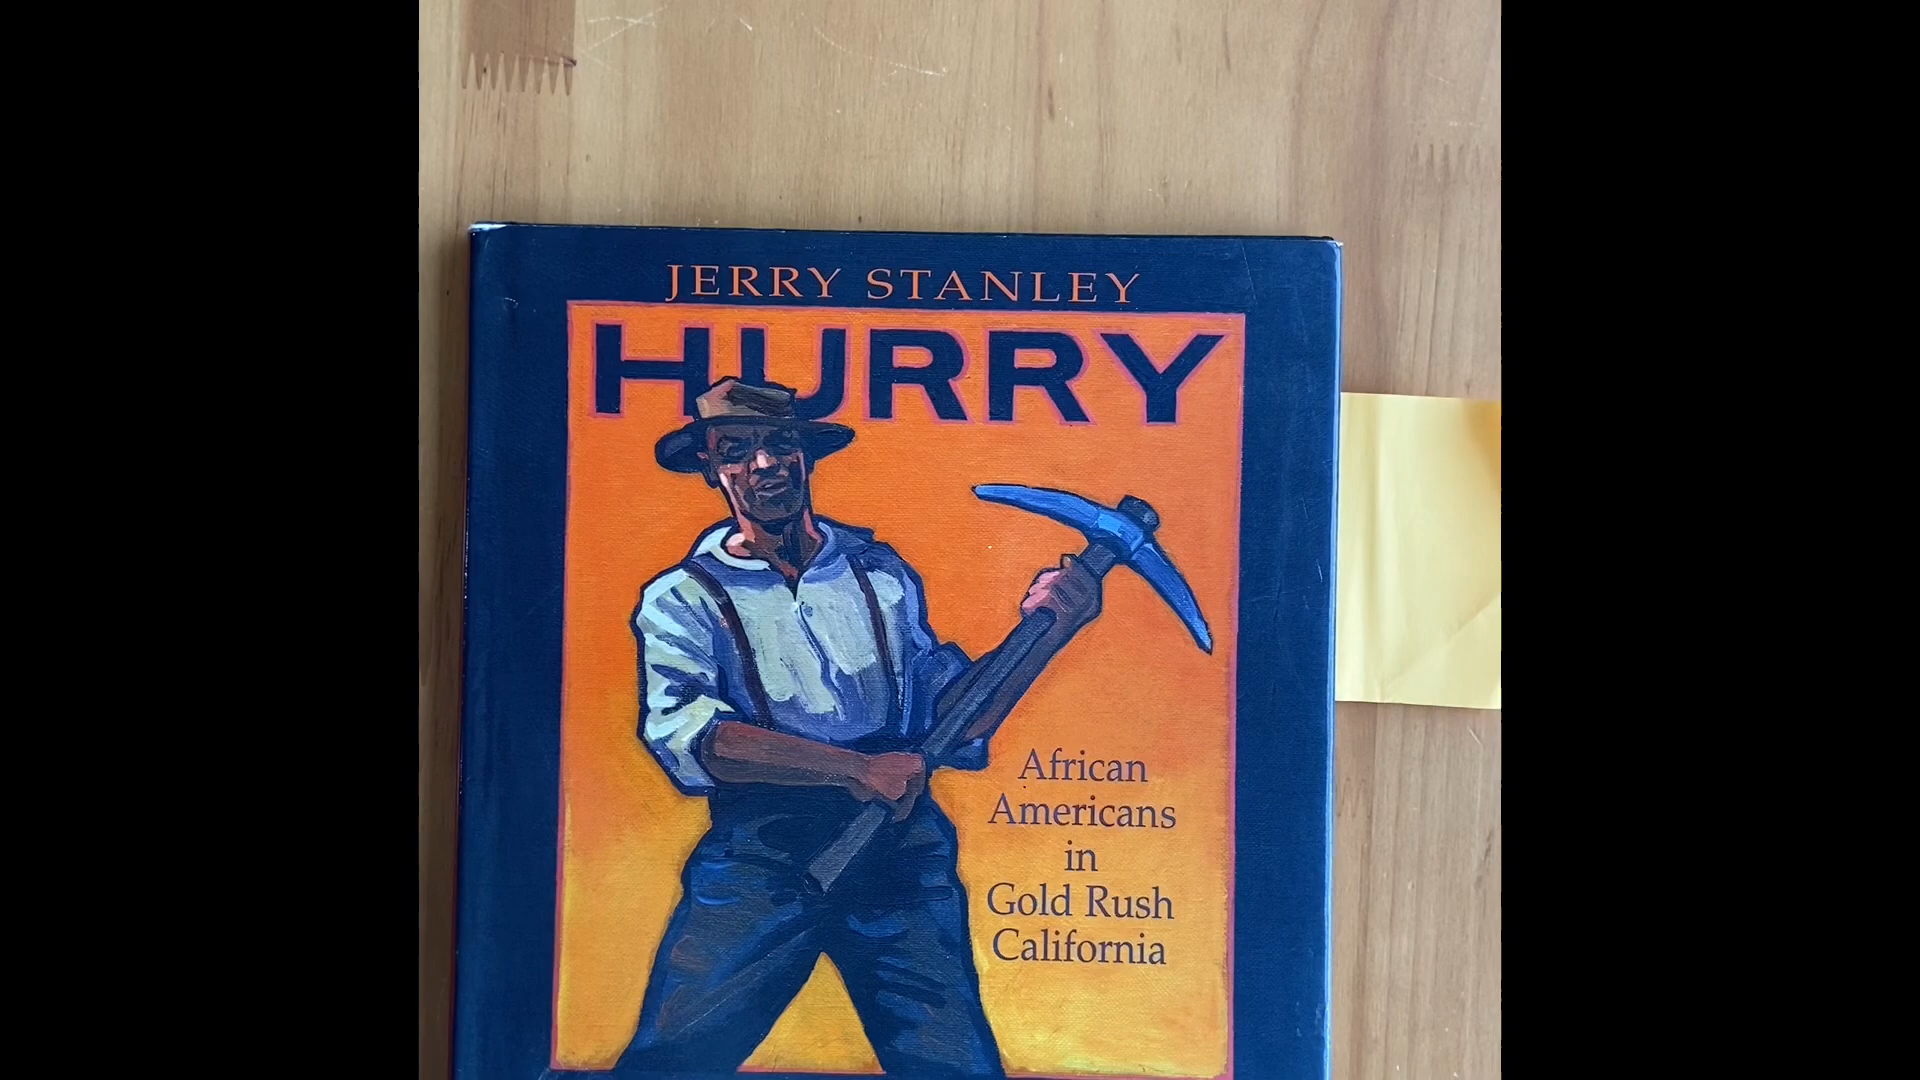 JERRY STANLEY
HURRY
African
Americans
in
Gold Rush
California